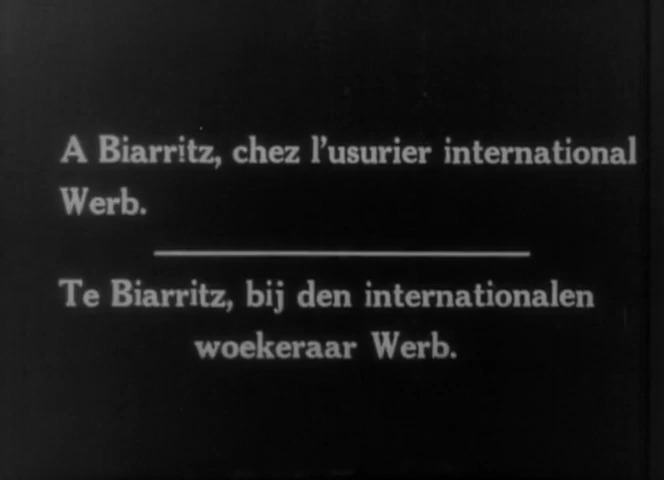 A Biarritz, chez l'usurier international
Werb.
Te Biarritz, bij den internationalen
woekeraar Werb.